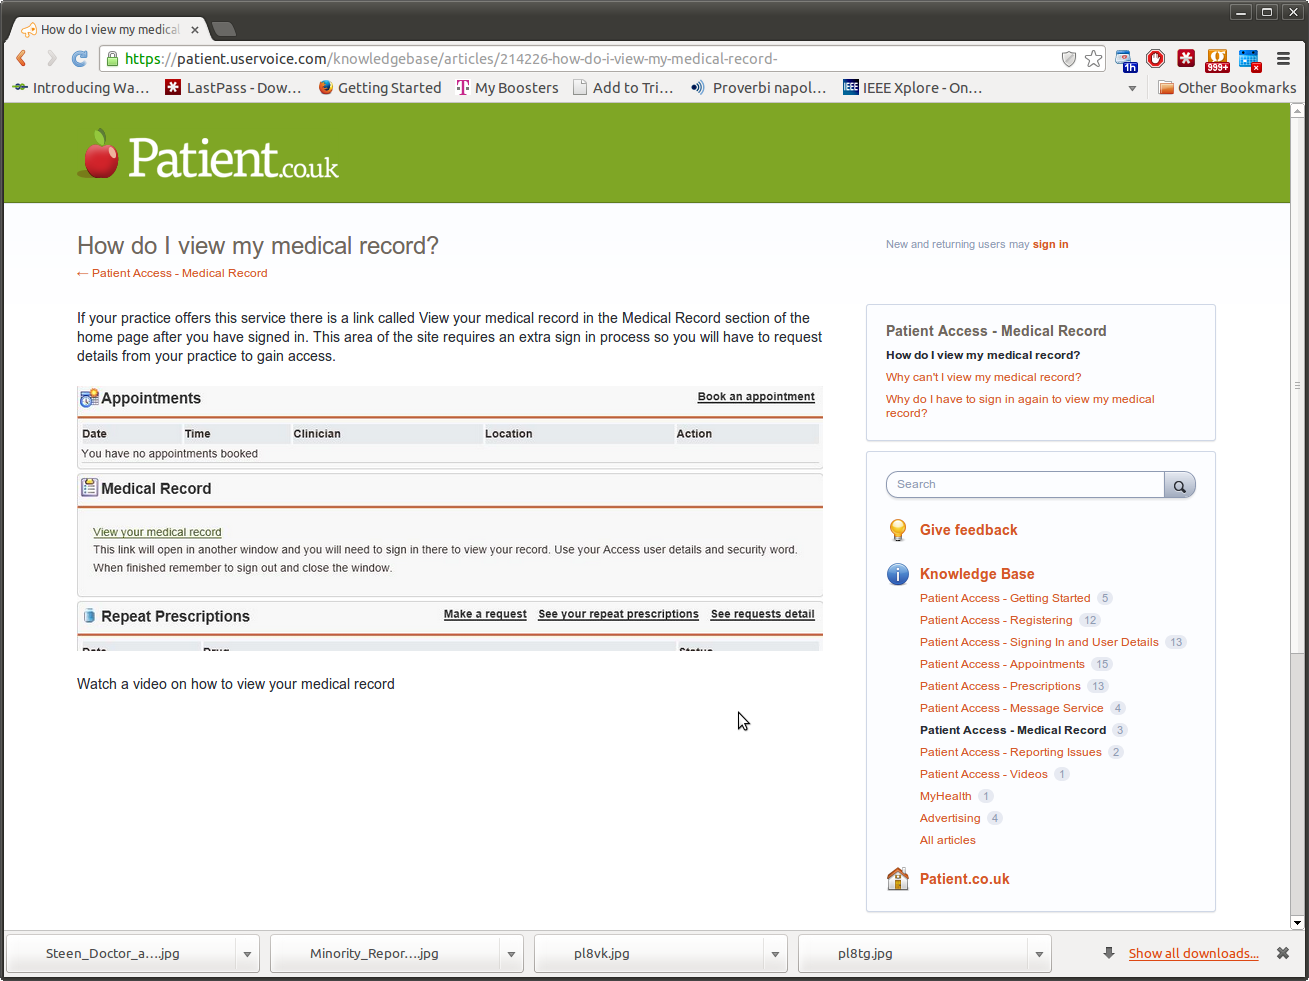 How do I view my medical
https://patient.uservoice.com/knowledgebase/articles/214226-how-do-i-view-my-medical-record-
1h
999+
Introducing Wa...
LastPass - Dow...
Getting Started
My Boosters
Add to Tri...
Proverbi napol...
IEEE
IEEE Xplore - On...
Other Bookmarks
Patient.co.uk
How do I view my medical record?
← Patient Access - Medical Record
New and returning users may sign in
If your practice offers this service there is a link called View your medical record in the Medical Record section of the
home page after you have signed in. This area of the site requires an extra sign in process so you will have to request
details from your practice to gain access.
Appointments
Book an appointment
Date Time Clinician Location Action
You have no appointments booked
Medical Record
View your medical record
This link will open in another window and you will need to sign in there to view your record. Use your Access user details and security word.
When finished remember to sign out and close the window.
Repeat Prescriptions
Make a request See your repeat prescriptions See requests detail
Date Drug Status
Watch a video on how to view your medical record
Patient Access - Medical Record
How do I view my medical record?
Why can't I view my medical record?
Why do I have to sign in again to view my medical
record?
Search
Give feedback
Knowledge Base
Patient Access - Getting Started 5
Patient Access - Registering 12
Patient Access - Signing In and User Details 13
Patient Access - Appointments 15
Patient Access - Prescriptions 13
Patient Access - Message Service 4
Patient Access - Medical Record 3
Patient Access - Reporting Issues 2
Patient Access - Videos 1
MyHealth 1
Advertising 4
All articles
Patient.co.uk
Steen_Doctor_a....jpg
Minority_Repor....jpg
pl8vk.jpg
pl8tg.jpg
Show all downloads...